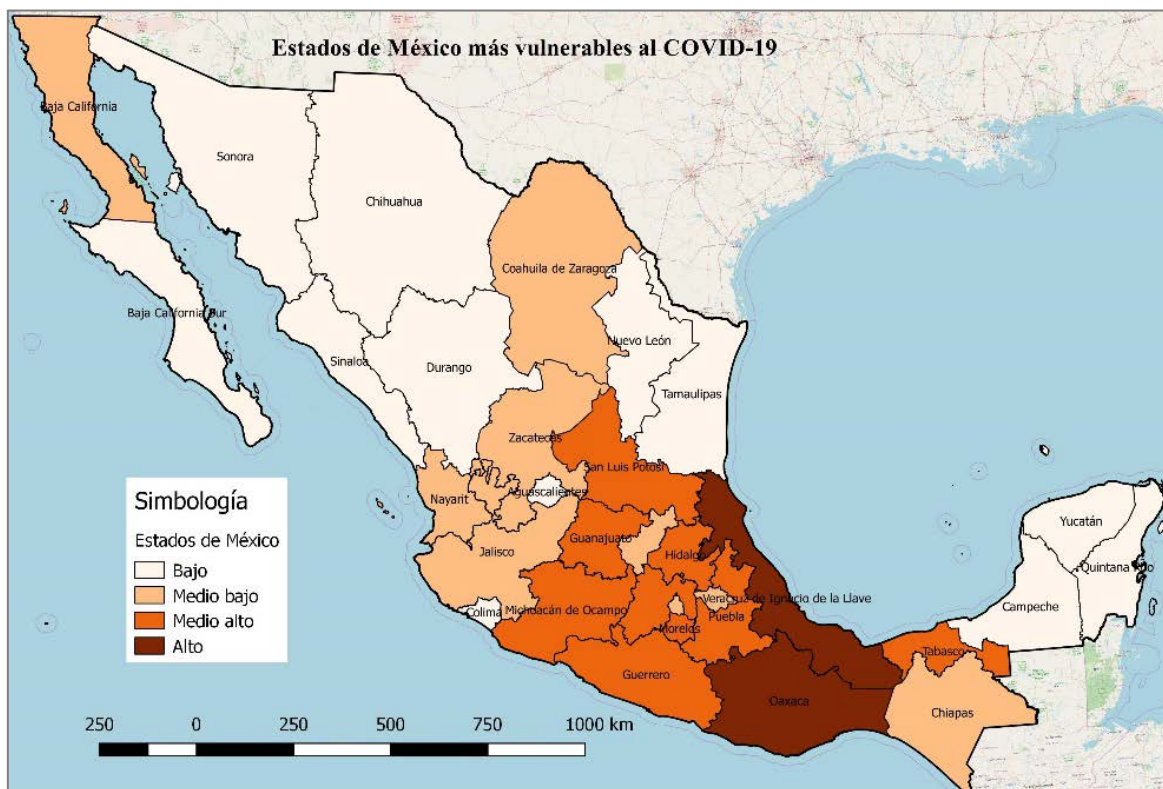 Estados de México más vulnerables al COVID-19
Baja California
Sonora
Chihuahua
Coahuila de Zaragoza
Baja California Sur
Nuevo León
Sinaloa
Durango
Tamaulipas
Zacatecas
San Luis Potosí
Nayarit
Aguascalientes
Yucatán
Jalisco
Guanajuato
Hidalgo
Quintana Roo
Veracruz de Ignacio de la Llave
Colima
Michoacán de Ocampo
Puebla
Campeche
Morelos
Tabasco
Guerrero
Oaxaca
Chiapas
Simbología
Estados de México
Bajo
Medio bajo
Medio alto
Alto
250 0 250 500 750 1000 km